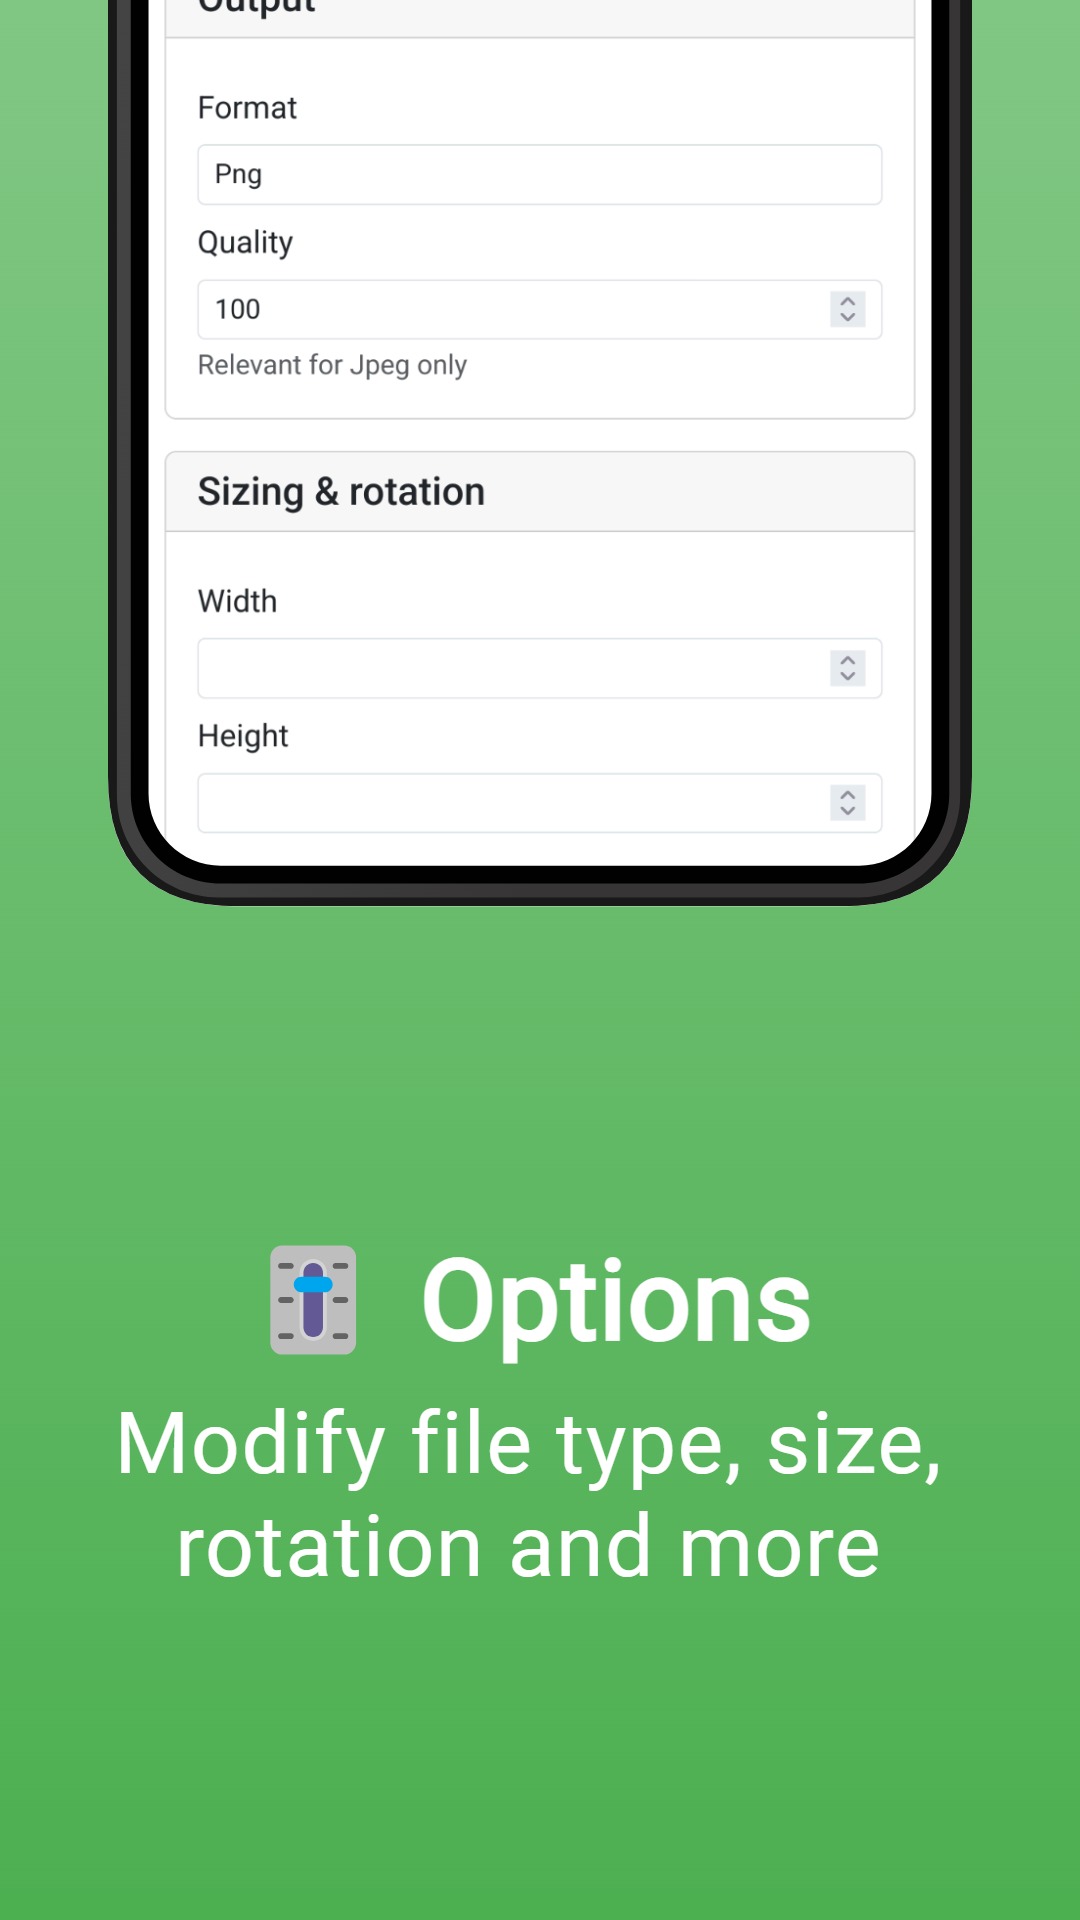 Output
Format
Png
Quality
100
Relevant for Jpeg only
Sizing & rotation
Width
Height
Options
Modify file type, size,
rotation and more